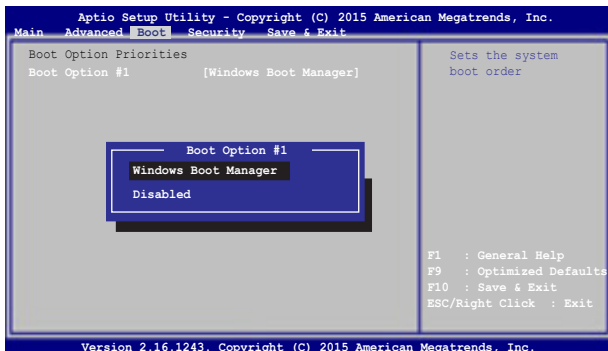 Aptio Setup Utility - Copyright (C) 2015 American Megatrends, Inc.
Main Advanced Boot Security Save & Exit
Boot Option Priorities
Boot Option #1 [Windows Boot Manager]
Sets the system
boot order
Boot Option #1
Windows Boot Manager
Disabled
F1 : General Help
F9 : Optimized Defaults
F10 : Save & Exit
ESC/Right Click : Exit
Version 2.16.1243. Copyright (C) 2015 American Megatrends, Inc.